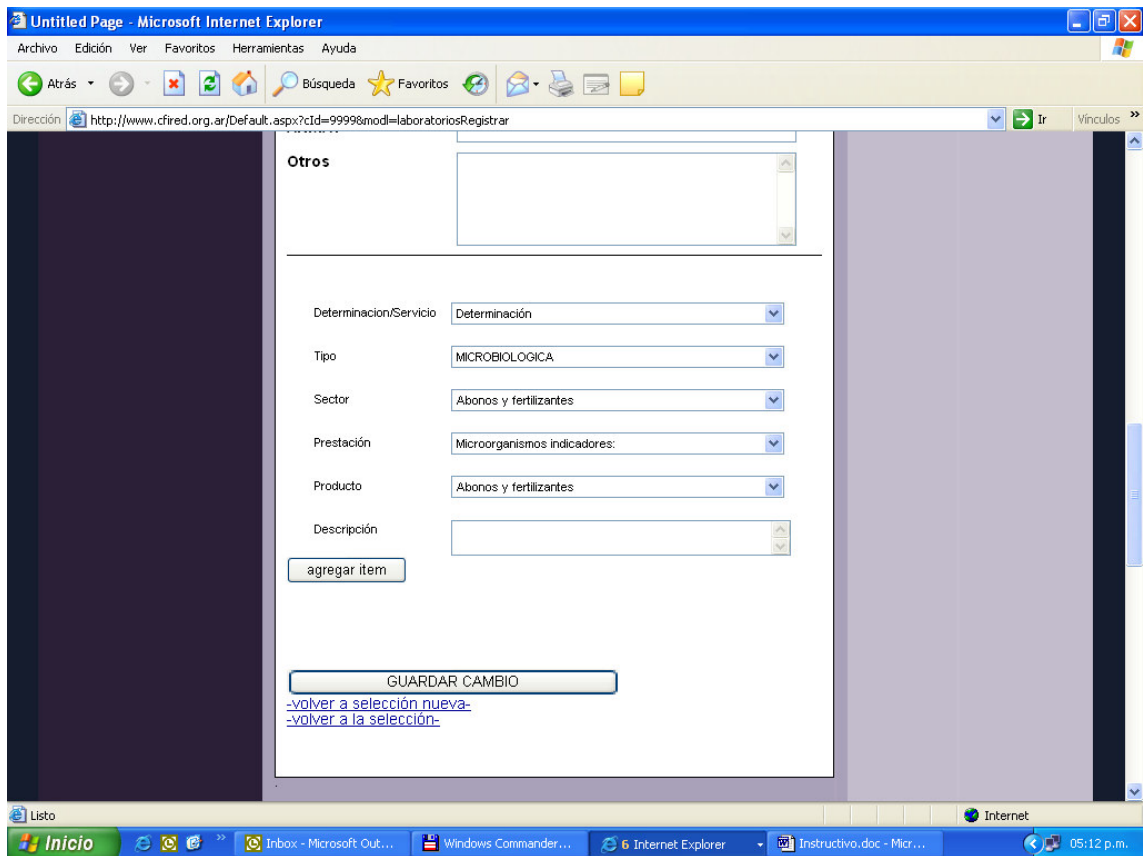 Untitled Page - Microsoft Internet Explorer
Archivo Edición Ver Favoritos Herramientas Ayuda
Atrás Búsqueda Favoritos
Dirección http://www.cfired.org.ar/Default.aspx?cId=9999&modl=laboratoriosRegistrar Ir Vínculos »
Otros
Determinacion/Servicio Determinación
Tipo MICROBIOLOGICA
Sector Abonos y fertilizantes
Prestación Microorganismos indicadores:
Producto Abonos y fertilizantes
Descripción
agregar item
GUARDAR CAMBIO
-volver a selección nueva-
-volver a la selección-
Listo Internet
Inicio » Inbox - Microsoft Out... Windows Commander... 6 Internet Explorer Instructivo.doc - Micr... 05:12 p.m.